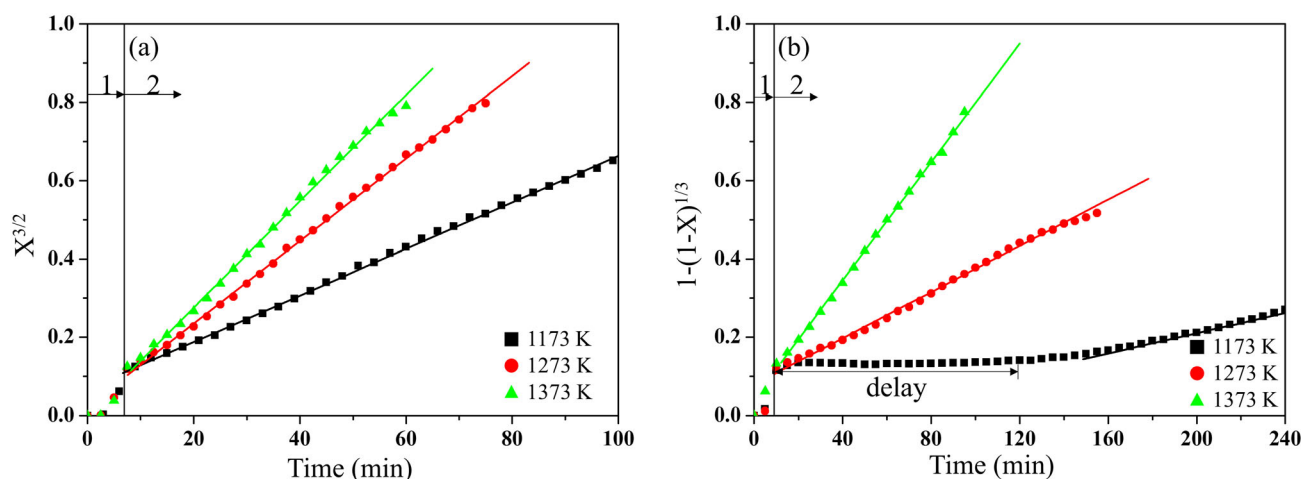 (a)
1 2
X^{3/2}
1.0
0.8
0.6
0.4
0.2
0.0
0 20 40 60 80 100
Time (min)
1173 K
1273 K
1373 K
(b)
1 2
1-(1-X)^{1/3}
1.0
0.8
0.6
0.4
0.2
0.0
0 40 80 120 160 200 240
Time (min)
delay
1173 K
1273 K
1373 K